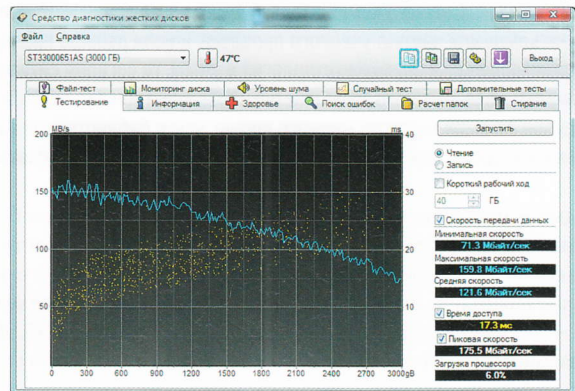 Средство диагностики жестких дисков
Файл Справка
ST33000651AS (3000 ГБ)
47°C
Выход
Файл-тест
Мониторинг диска
Уровень шума
Случайный тест
Дополнительные тесты
Тестирование
Информация
Здоровье
Поиск ошибок
Расчет папок
Стирание
MB/s
ms
200
150
100
50
40
30
20
10
0 300 600 900 1200 1500 1800 2100 2400 2700 3000gB
Запустить
Чтение
Запись
Короткий рабочий ход
40 ГБ
Скорость передачи данных
Минимальная скорость
71.3 Мбайт/сек
Максимальная скорость
159.8 Мбайт/сек
Средняя скорость
121.6 Мбайт/сек
Время доступа
17.3 мс
Пиковая скорость
175.5 Мбайт/сек
Загрузка процессора
6.0%